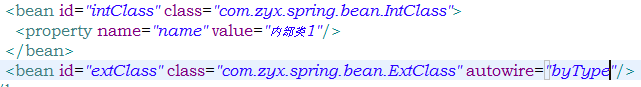 <bean id="intClass" class="com.zyx.spring.bean.IntClass">
<property name="name" value="内部类1"/>
</bean>
<bean id="extClass" class="com.zyx.spring.bean.ExtClass" autowire="byType"/>